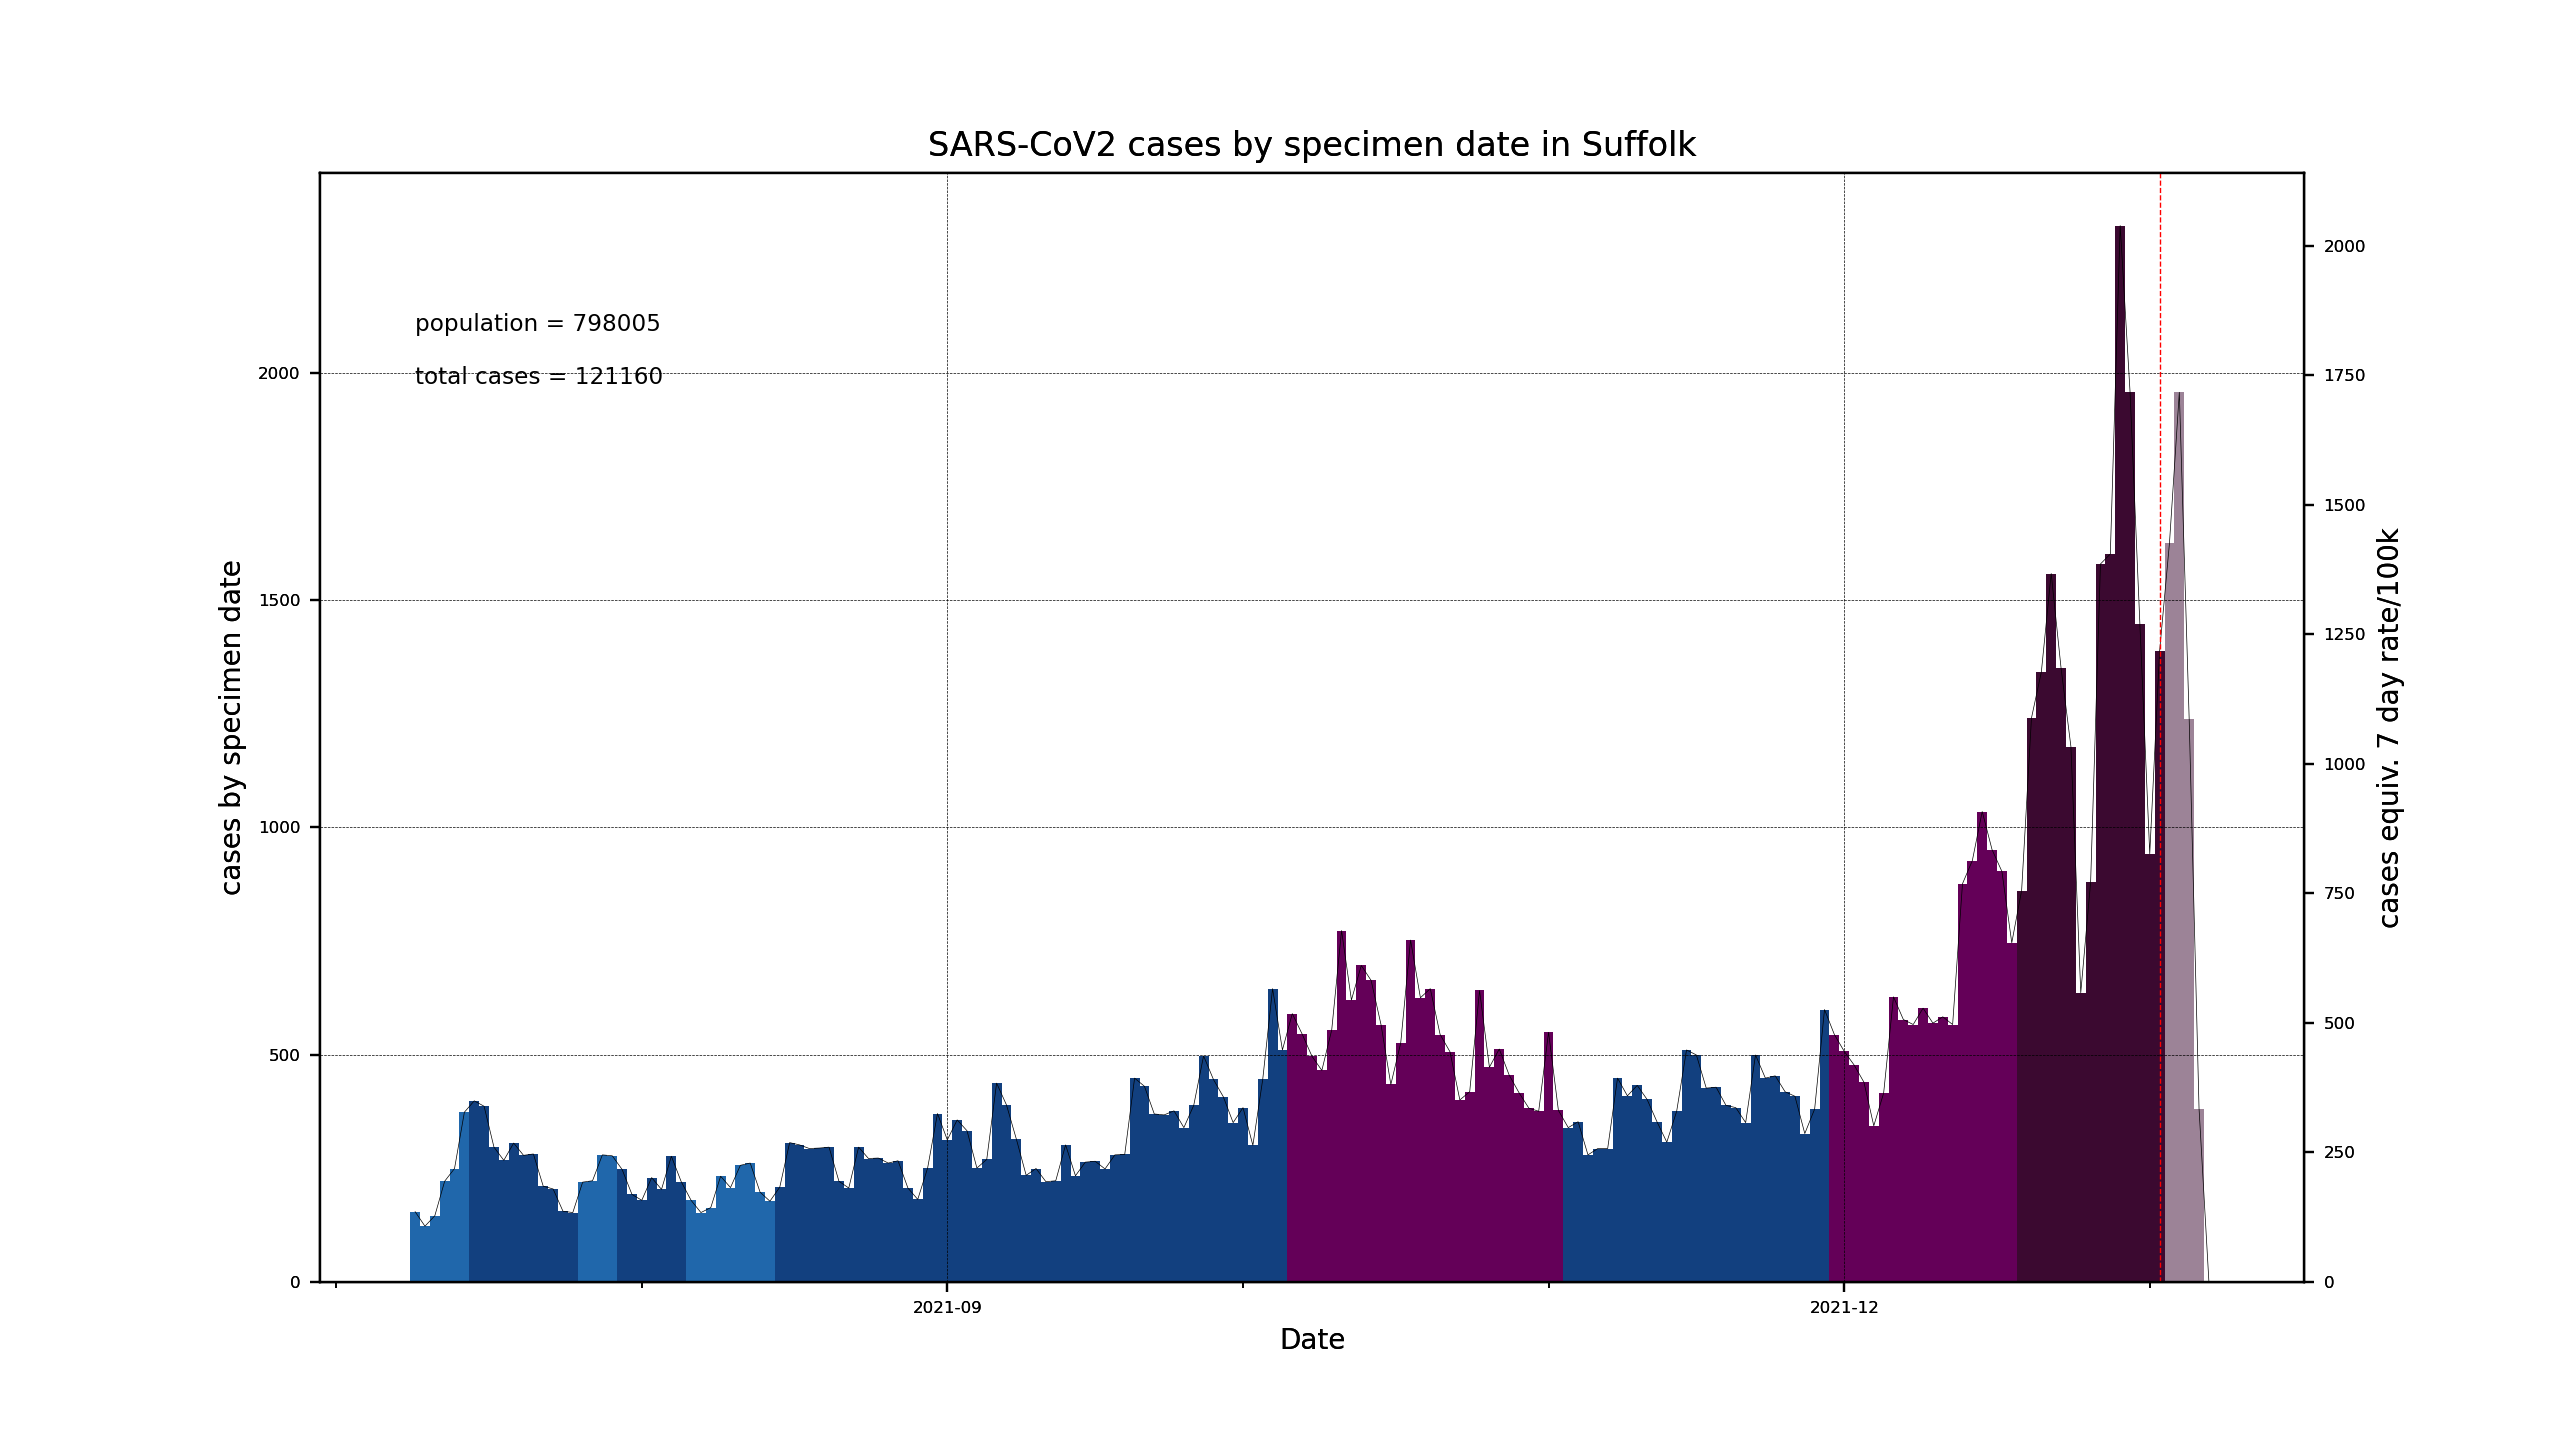 SARS-CoV2 cases by specimen date in Suffolk
population = 798005
total cases = 121160
cases by specimen date
2000
1500
1000
500
0
2000
1750
1500
1250
1000
750
500
250
0
cases equiv. 7 day rate/100k
2021-09
2021-12
Date